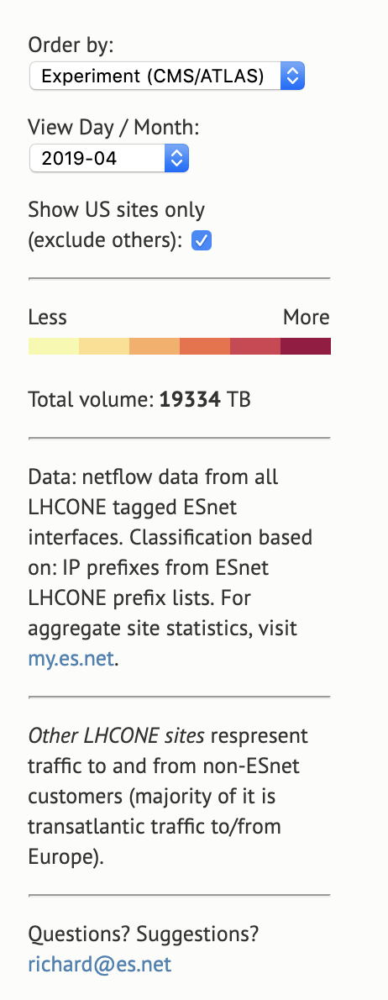 Order by:
Experiment (CMS/ATLAS)
View Day / Month:
2019-04
Show US sites only
(exclude others):
Less More
Total volume: 19334 TB
Data: netflow data from all
LHCONE tagged ESnet
interfaces. Classification based
on: IP prefixes from ESnet
LHCONE prefix lists. For
aggregate site statistics, visit
my.es.net.
Other LHCONE sites respresent
traffic to and from non-ESnet
customers (majority of it is
transatlantic traffic to/from
Europe).
Questions? Suggestions?
richard@es.net